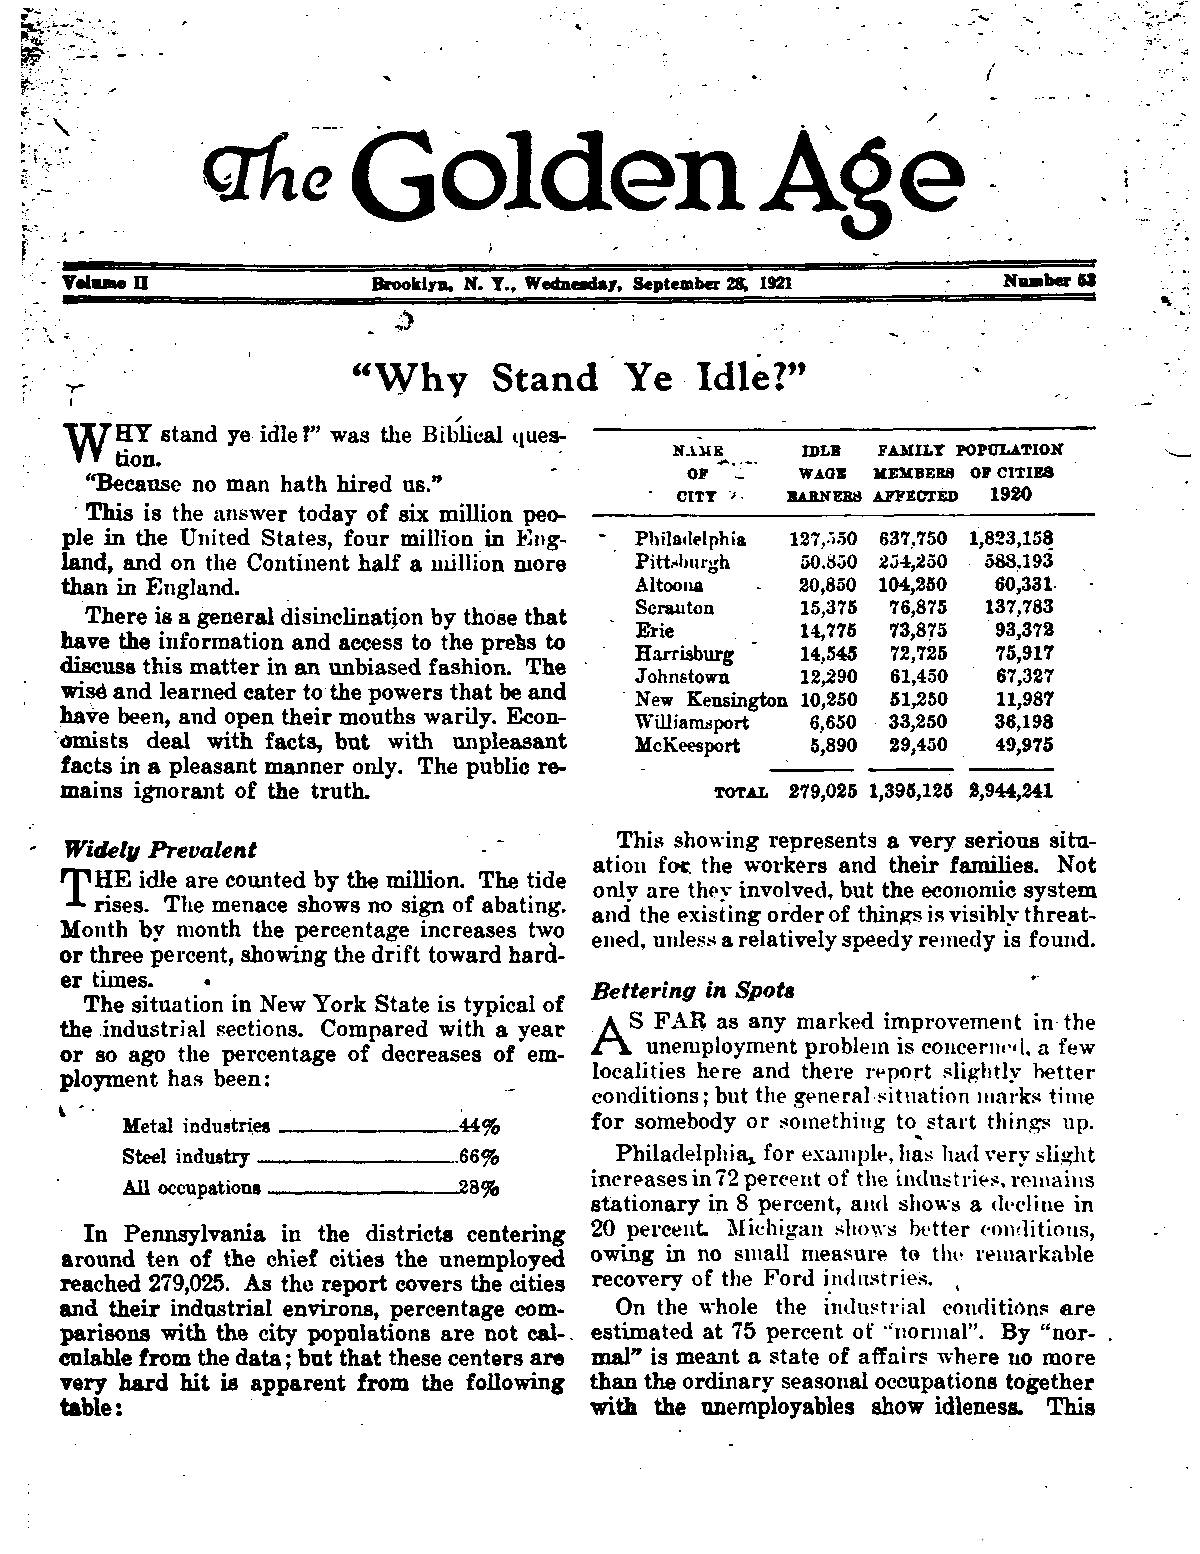 The Golden Age
Volume II Brooklyn, N. Y., Wednesday, September 28, 1921 Number 53
“Why Stand Ye Idle?”
WHY stand ye idle?” was the Biblical ques-
tion.
“Because no man hath hired us.”
This is the answer today of six million peo-
ple in the United States, four million in Eng-
land, and on the Continent half a million more
than in England.
There is a general disinclination by those that
have the information and access to the press to
discuss this matter in an unbiased fashion. The
wise and learned cater to the powers that be and
have been, and open their mouths warily. Econ-
omists deal with facts, but with unpleasant
facts in a pleasant manner only. The public re-
mains ignorant of the truth.
Widely Prevalent
THE idle are counted by the million. The tide
rises. The menace shows no sign of abating.
Month by month the percentage increases two
or three percent, showing the drift toward hard-
er times.
The situation in New York State is typical of
the industrial sections. Compared with a year
or so ago the percentage of decreases of em-
ployment has been:
Metal industries 44%
Steel industry 66%
All occupations 28%
In Pennsylvania in the districts centering
around ten of the chief cities the unemployed
reached 279,025. As the report covers the cities
and their industrial environs, percentage com-
parisons with the city populations are not cal-
culable from the data; but that these centers are
very hard hit is apparent from the following
table:
NAME IDLE FAMILY POPULATION
OF WAGE MEMBERS OF CITIES
CITY EARNERS AFFECTED 1920
Philadelphia 127,550 637,750 1,823,158
Pittsburgh 50,850 254,250 588,193
Altoona 20,850 104,250 60,331
Scranton 15,375 76,875 137,783
Erie 14,775 73,875 93,372
Harrisburg 14,545 72,725 75,917
Johnstown 12,290 61,450 67,327
New Kensington 10,250 51,250 11,987
Williamsport 6,650 33,250 36,198
McKeesport 5,890 29,450 49,975
TOTAL 279,025 1,395,125 2,944,241
This showing represents a very serious situ-
ation for the workers and their families. Not
only are they involved, but the economic system
and the existing order of things is visibly threat-
ened, unless a relatively speedy remedy is found.
Bettering in Spots
AS FAR as any marked improvement in the
unemployment problem is concerned, a few
localities here and there report slightly better
conditions; but the general situation marks time
for somebody or something to start things up.
Philadelphia, for example, has had very slight
increases in 72 percent of the industries, remains
stationary in 8 percent, and shows a decline in
20 percent. Michigan shows better conditions,
owing in no small measure to the remarkable
recovery of the Ford industries.
On the whole the industrial conditions are
estimated at 75 percent of “normal”. By “nor-
mal” is meant a state of affairs where no more
than the ordinary seasonal occupations together
with the unemployables show idleness. This